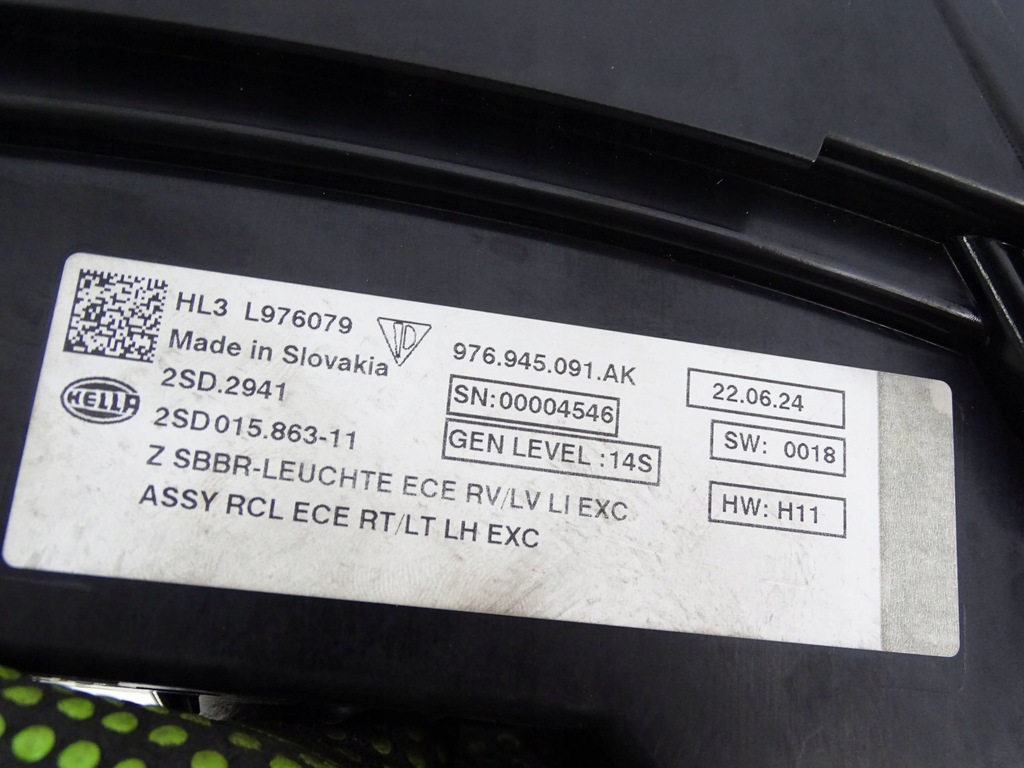 HL3 L976079
Made in Slovakia
HELLA
2SD.2941
2SD015.863-11
Z SBBR-LEUCHTE ECE RV/LV LI EXC
ASSY RCL ECE RT/LT LH EXC
976.945.091.AK
SN:00004546
GEN LEVEL :14S
22.06.24
SW: 0018
HW: H11